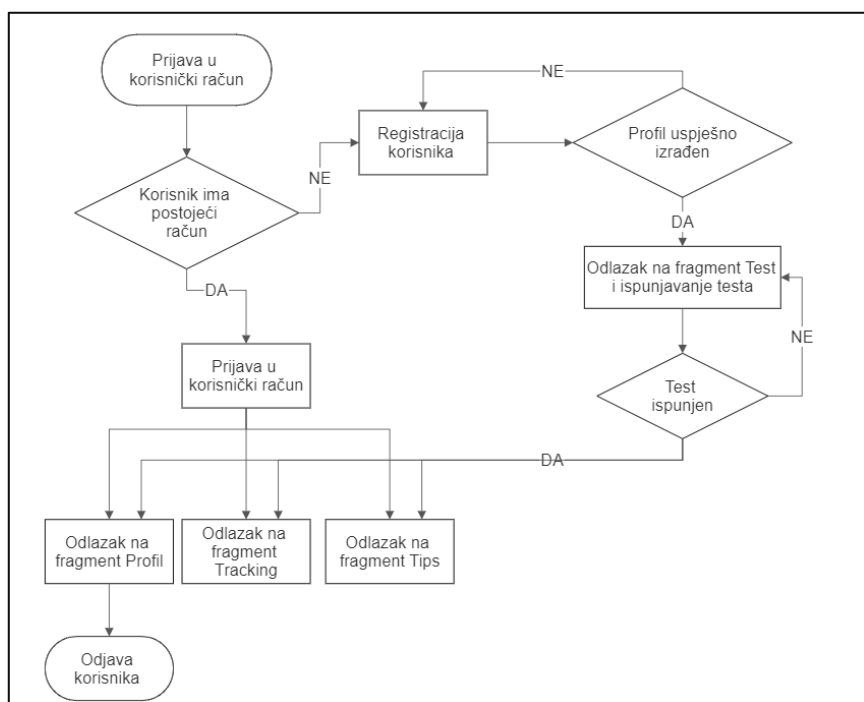 Prijava u
korisnički račun
NE
Registracija
korisnika
Profil uspješno
izrađen
Korisnik ima
postojeći
račun
NE
DA
Odlazak na fragment Test
i ispunjavanje testa
DA
NE
Prijava u
korisnički račun
Test
ispunjen
DA
Odlazak na
fragment Profil
Odlazak na
fragment
Tracking
Odlazak na
fragment Tips
Odjava
korisnika